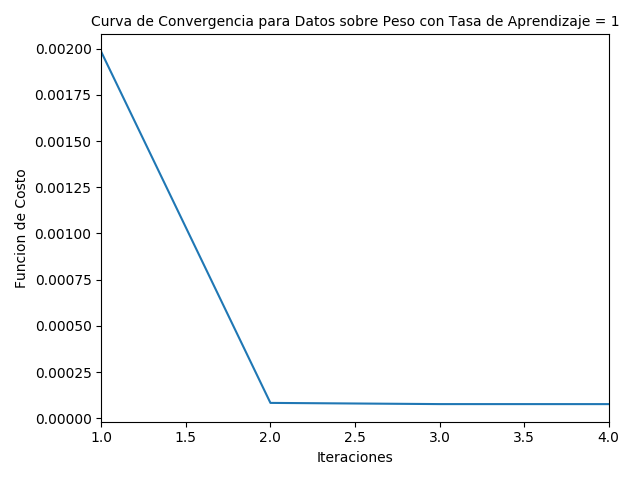 Curva de Convergencia para Datos sobre Peso con Tasa de Aprendizaje = 1
0.00200
0.00175
0.00150
0.00125
0.00100
0.00075
0.00050
0.00025
0.00000
Funcion de Costo
1.0 1.5 2.0 2.5 3.0 3.5 4.0
Iteraciones